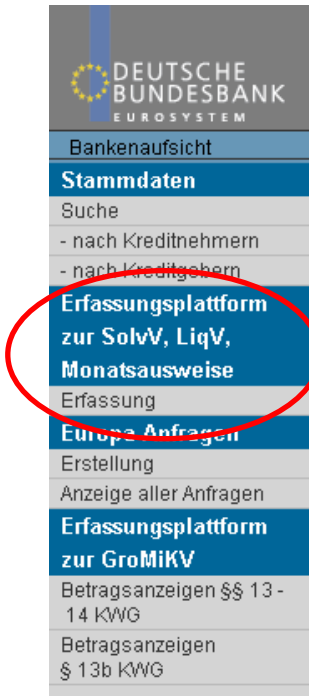 DEUTSCHE
BUNDESBANK
EUROSYSTEM
Bankenaufsicht
Stammdaten
Suche
- nach Kreditnehmern
- nach Kreditgebern
Erfassungsplattform
zur SolvV, LiqV,
Monatsausweise
Erfassung
Europa Anfragen
Erstellung
Anzeige aller Anfragen
Erfassungsplattform
zur GroMiKV
Betragsanzeigen §§ 13 -
14 KWG
Betragsanzeigen
§ 13b KWG